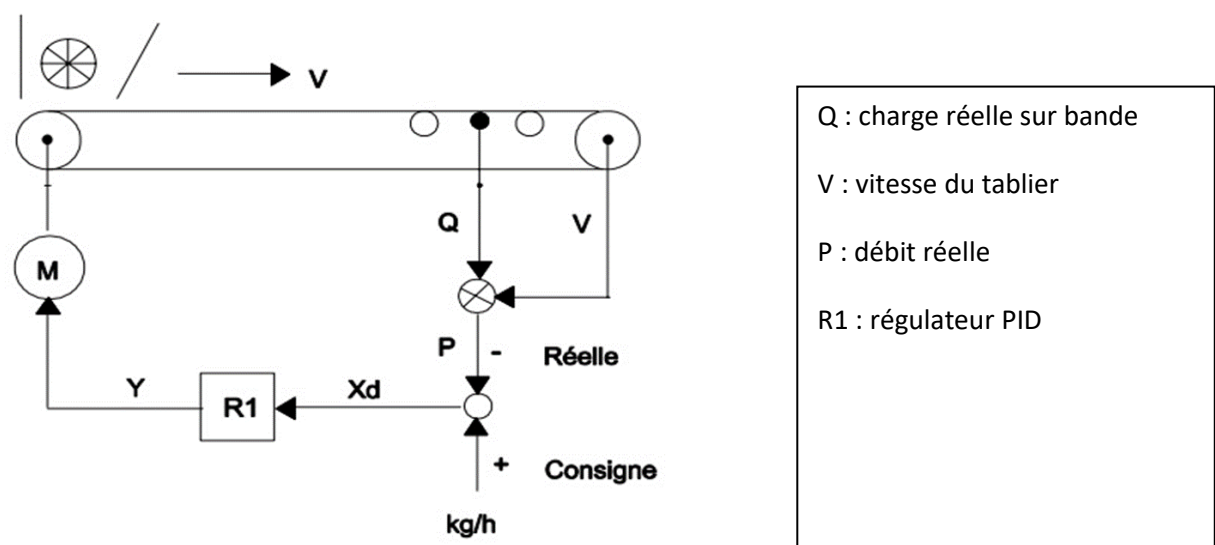 V
Q
V
M
P
-
Réelle
Y
R1
Xd
+
Consigne
kg/h
Q : charge réelle sur bande
V : vitesse du tablier
P : débit réelle
R1 : régulateur PID